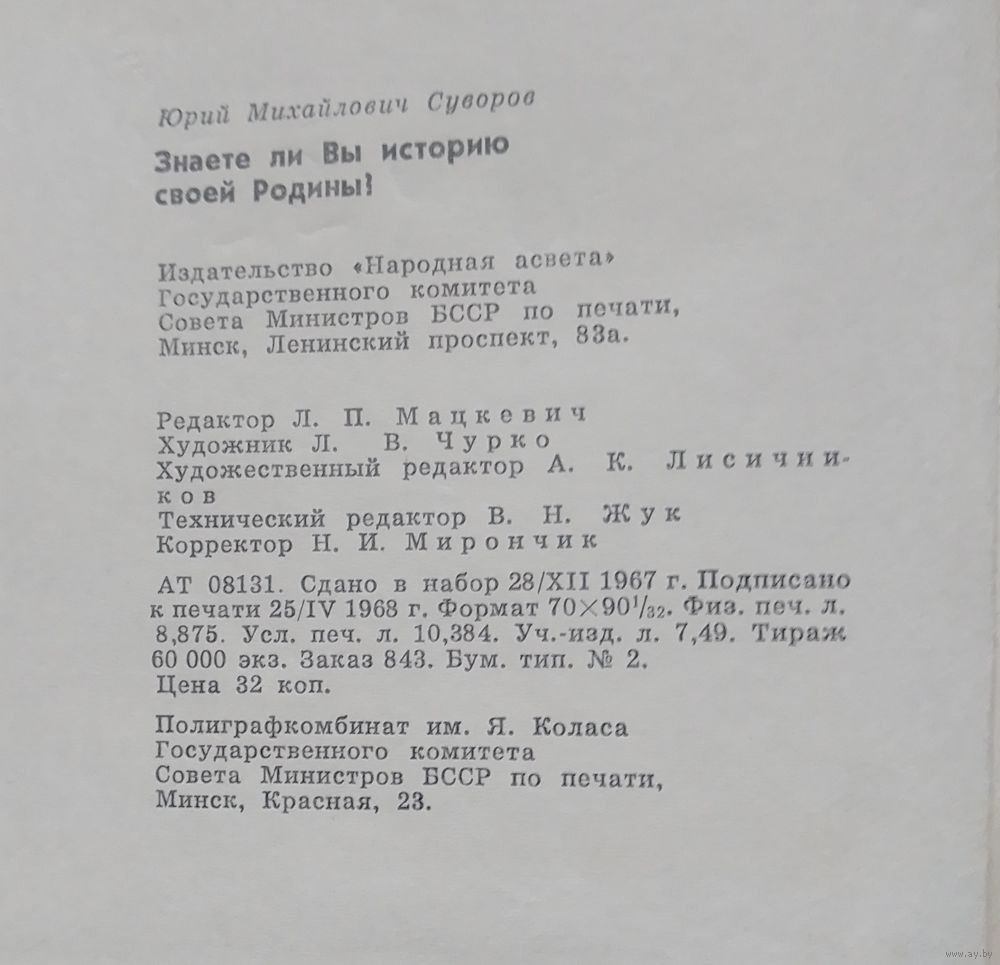 Юрий Михайлович Суворов
Знаете ли Вы историю
своей Родины?
Издательство «Народная асвета»
Государственного комитета
Совета Министров БССР по печати,
Минск, Ленинский проспект, 83а.
Редактор Л. П. Мацкевич
Художник Л. В. Чурко
Художественный редактор А. К. Лисични-
ков
Технический редактор В. Н. Жук
Корректор Н. И. Мирончик
АТ 08131. Сдано в набор 28/XII 1967 г. Подписано
к печати 25/IV 1968 г. Формат 70×90¹/₃₂. Физ. печ. л.
8,875. Усл. печ. л. 10,384. Уч.-изд. л. 7,49. Тираж
60 000 экз. Заказ 843. Бум. тип. № 2.
Цена 32 коп.
Полиграфкомбинат им. Я. Коласа
Государственного комитета
Совета Министров БССР по печати,
Минск, Красная, 23.
www.ay.by